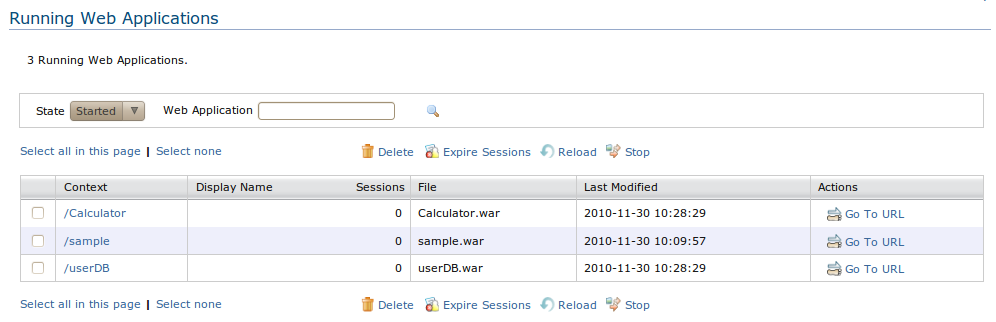 Running Web Applications
3 Running Web Applications.
State Started Web Application
Select all in this page | Select none Delete Expire Sessions Reload Stop
Context Display Name Sessions File Last Modified Actions
/Calculator 0 Calculator.war 2010-11-30 10:28:29 Go To URL
/sample 0 sample.war 2010-11-30 10:09:57 Go To URL
/userDB 0 userDB.war 2010-11-30 10:28:29 Go To URL
Select all in this page | Select none Delete Expire Sessions Reload Stop